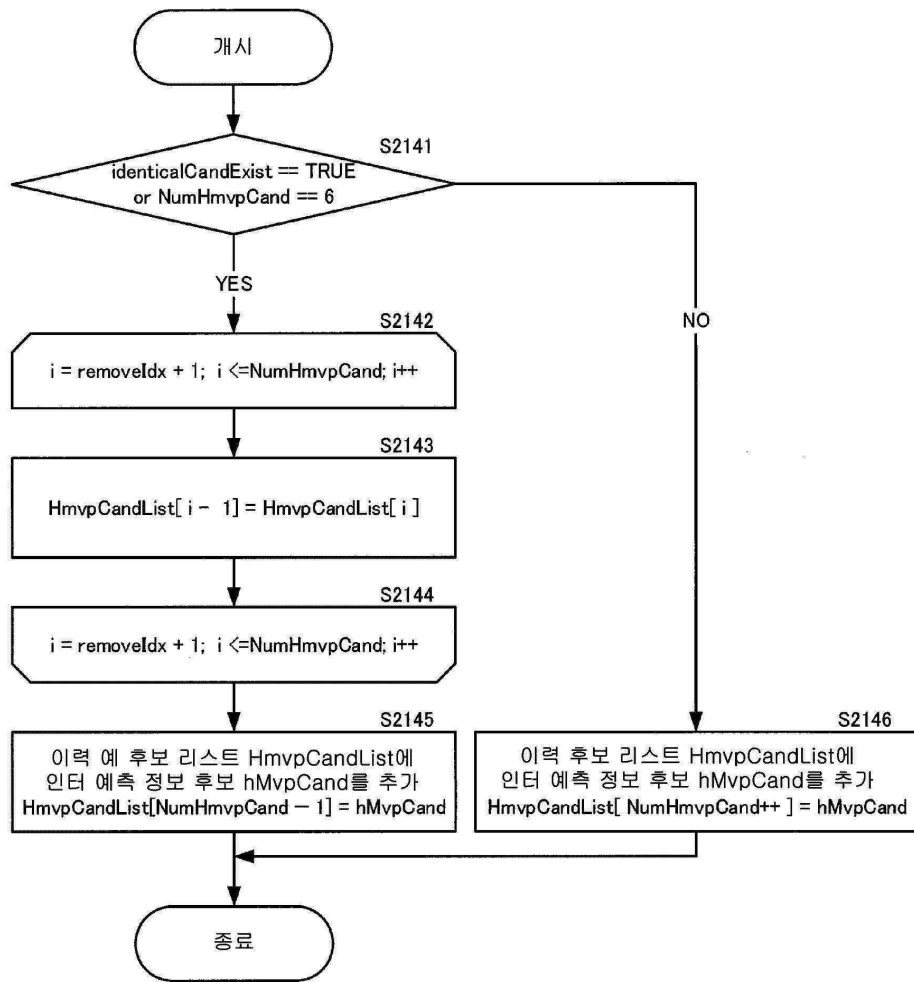 개시
S2141
identicalCandExist == TRUE
or NumHmvpCand == 6
YES
NO
S2142
i = removeIdx + 1; i <=NumHmvpCand; i++
S2143
HmvpCandList[ i - 1] = HmvpCandList[ i ]
S2144
i = removeIdx + 1; i <=NumHmvpCand; i++
S2145
이력 예 후보 리스트 HmvpCandList에
인터 예측 정보 후보 hMvpCand를 추가
HmvpCandList[NumHmvpCand - 1] = hMvpCand
S2146
이력 후보 리스트 HmvpCandList에
인터 예측 정보 후보 hMvpCand를 추가
HmvpCandList[ NumHmvpCand++ ] = hMvpCand
종료